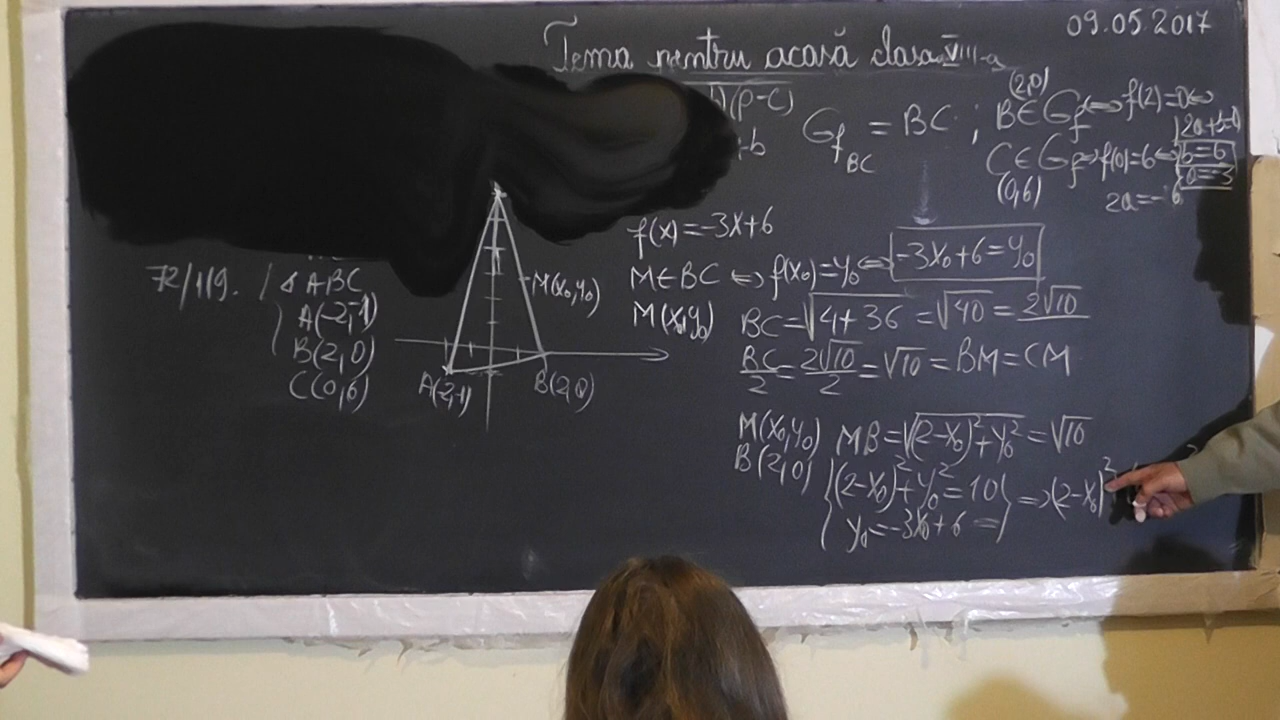 09.05.2017
Tema pentru acasă clasa VIII-a
)(p-c)
-b
G_f_BC = BC ; B∈G_f ⇔ f(2)=0 ⇔
(2,0)
2a+b=0
C∈G_f ⇔ f(0)=6 ⇔ b=6
(0,6)
a=-3
2a=-6
f(x)=-3x+6
M∈BC ⇔ f(x₀)=y₀ ⇔ -3x₀+6=y₀
M(x₀,y₀)
72/119. ∢ABC
A(-2,-1)
B(2,0)
C(0,6)
M(x₀,y₀)
A(-2,-1)
B(2,0)
BC=√(4+36)=√40=2√10
BC/2=2√10/2=√10=BM=CM
M(x₀,y₀) MB=√((2-x₀)²+y₀²)=√10
B(2,0)
{(2-x₀)²+y₀²=10} ⇒ (2-x₀)²
y₀=-3x₀+6 =